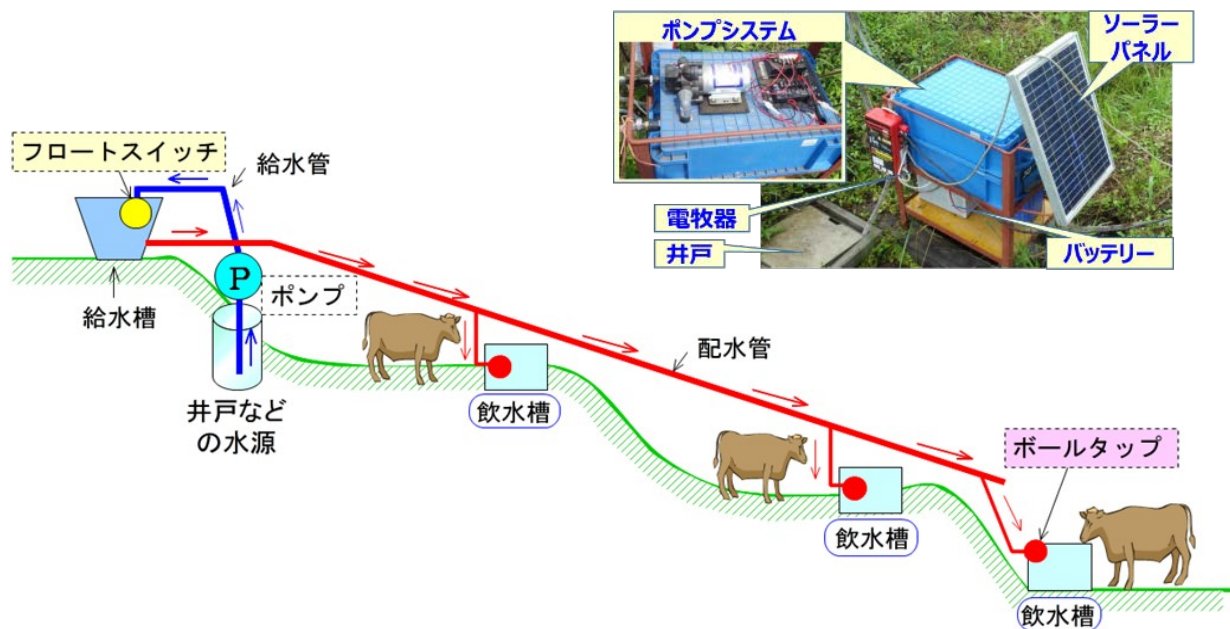 ポンプシステム
ソーラー
パネル
フロートスイッチ
給水管
電牧器
井戸
バッテリー
P
ポンプ
給水槽
配水管
井戸など
の水源
飲水槽
ボールタップ
飲水槽
飲水槽